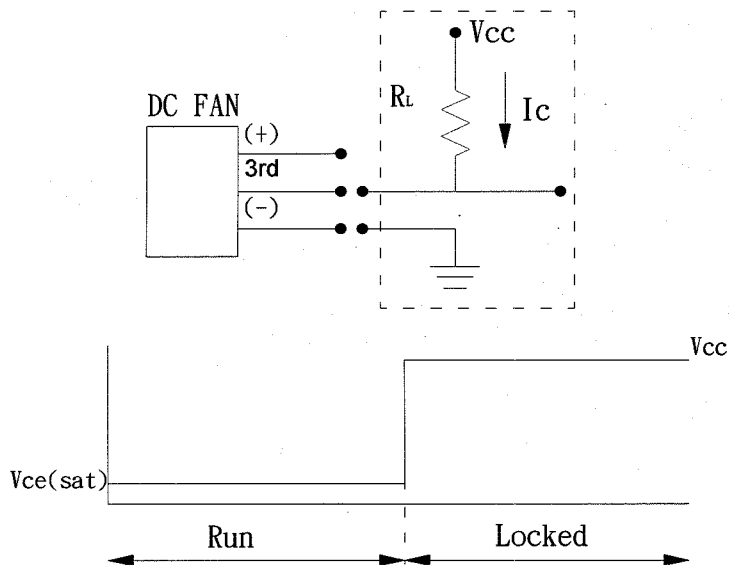 Vcc
DC FAN
RL
Ic
(+)
3rd
(-)
Vcc
Vce(sat)
Run
Locked